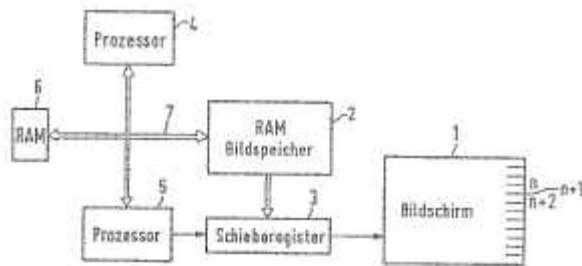 Prozessor
4
6
RAM
7
RAM
Bildspeicher
2
1
Bildschirm
n
n+1
n+2
5
Prozessor
3
Schieberegister